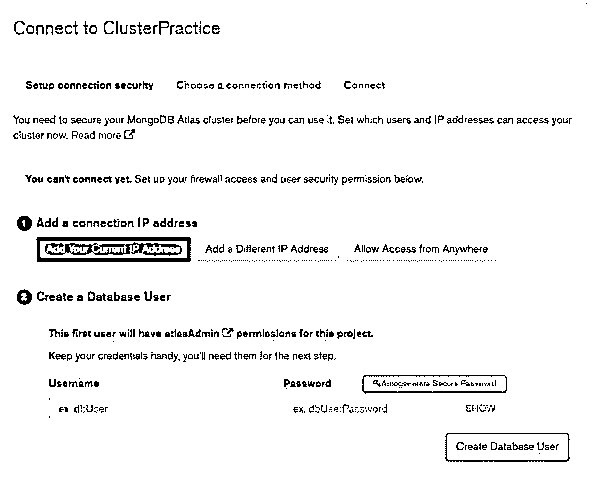 Connect to ClusterPractice
Setup connection security Choose a connection method Connect
You need to secure your MongoDB Atlas cluster before you can use it. Set which users and IP addresses can access your
cluster now. Read more
You can't connect yet. Set up your firewall access and user security permission below.
1 Add a connection IP address
Add Your Current IP Address Add a Different IP Address Allow Access from Anywhere
2 Create a Database User
This first user will have atlasAdmin permissions for this project.
Keep your credentials handy, you'll need them for the next step.
Username Password Autogenerate Secure Password
ex. dbUser ex. dbUserPassword SHOW
Create Database User